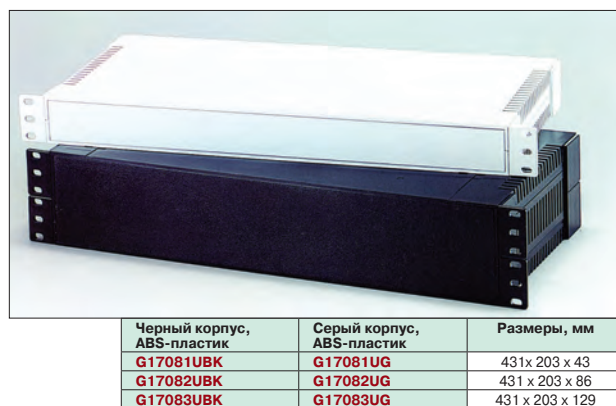 Черный корпус, ABS-пластик
Серый корпус, ABS-пластик
Размеры, мм
G17081UBK G17081UG 431x 203 x 43
G17082UBK G17082UG 431 x 203 x 86
G17083UBK G17083UG 431 x 203 x 129